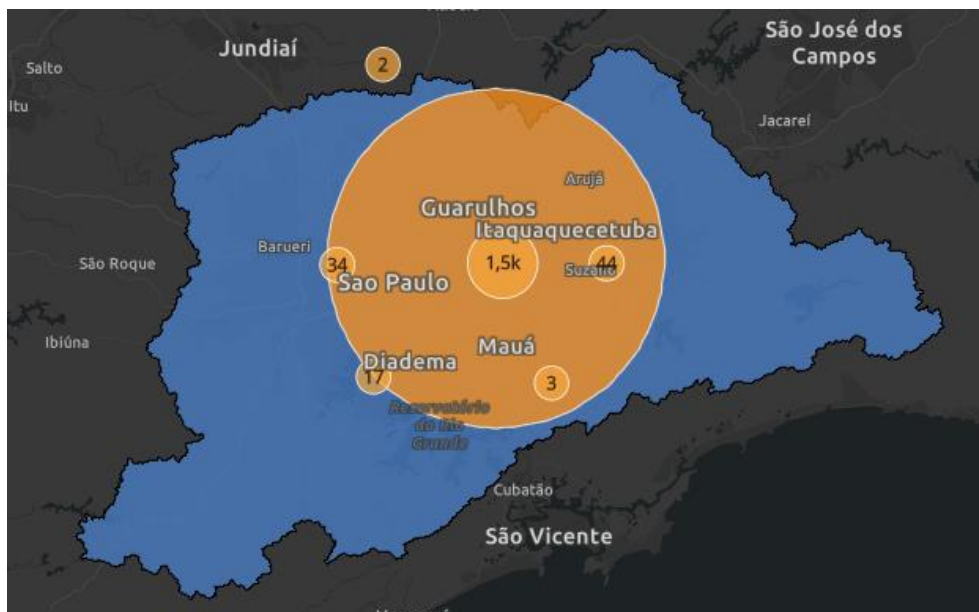 São José dos
Campos
Jundiaí
2
Salto
Itu
Jacareí
Arujá
Guarulhos
Itaquaquecetuba
Barueri
São Roque
34
1,5k
Suzano
44
Sao Paulo
Ibiúna
Mauá
Diadema
17
3
Reservatório
do Rio
Grande
Cubatão
São Vicente